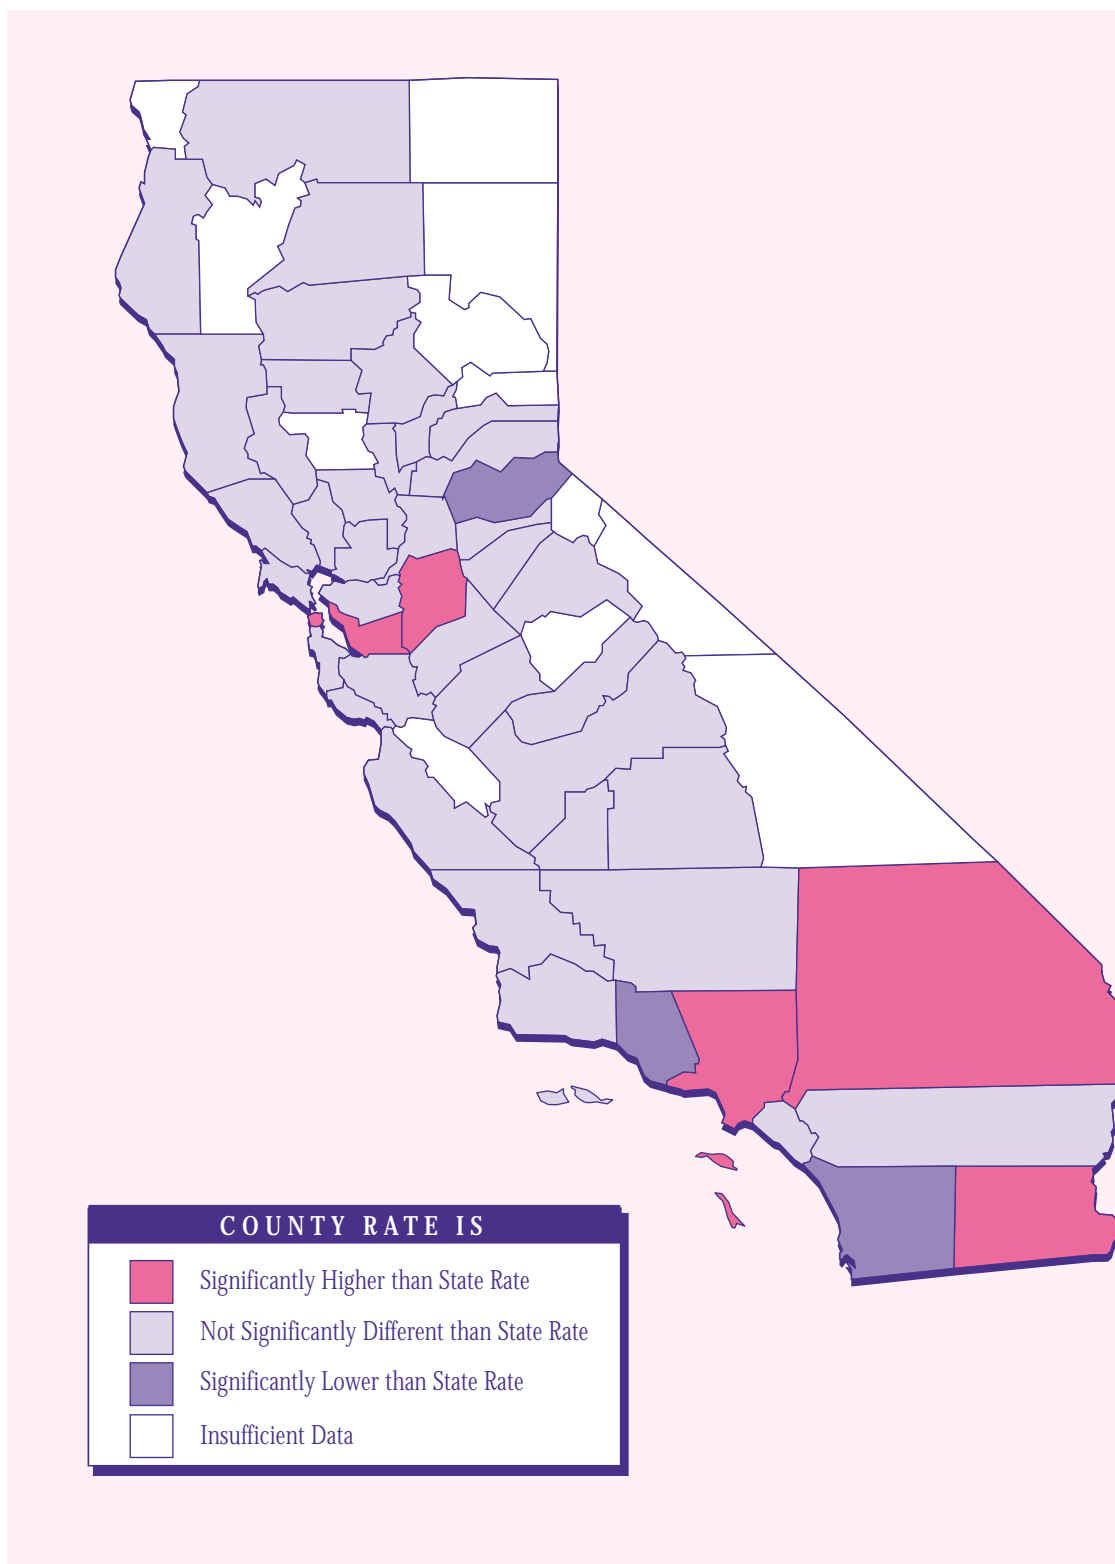 COUNTY RATE IS
Significantly Higher than State Rate
Not Significantly Different than State Rate
Significantly Lower than State Rate
Insufficient Data